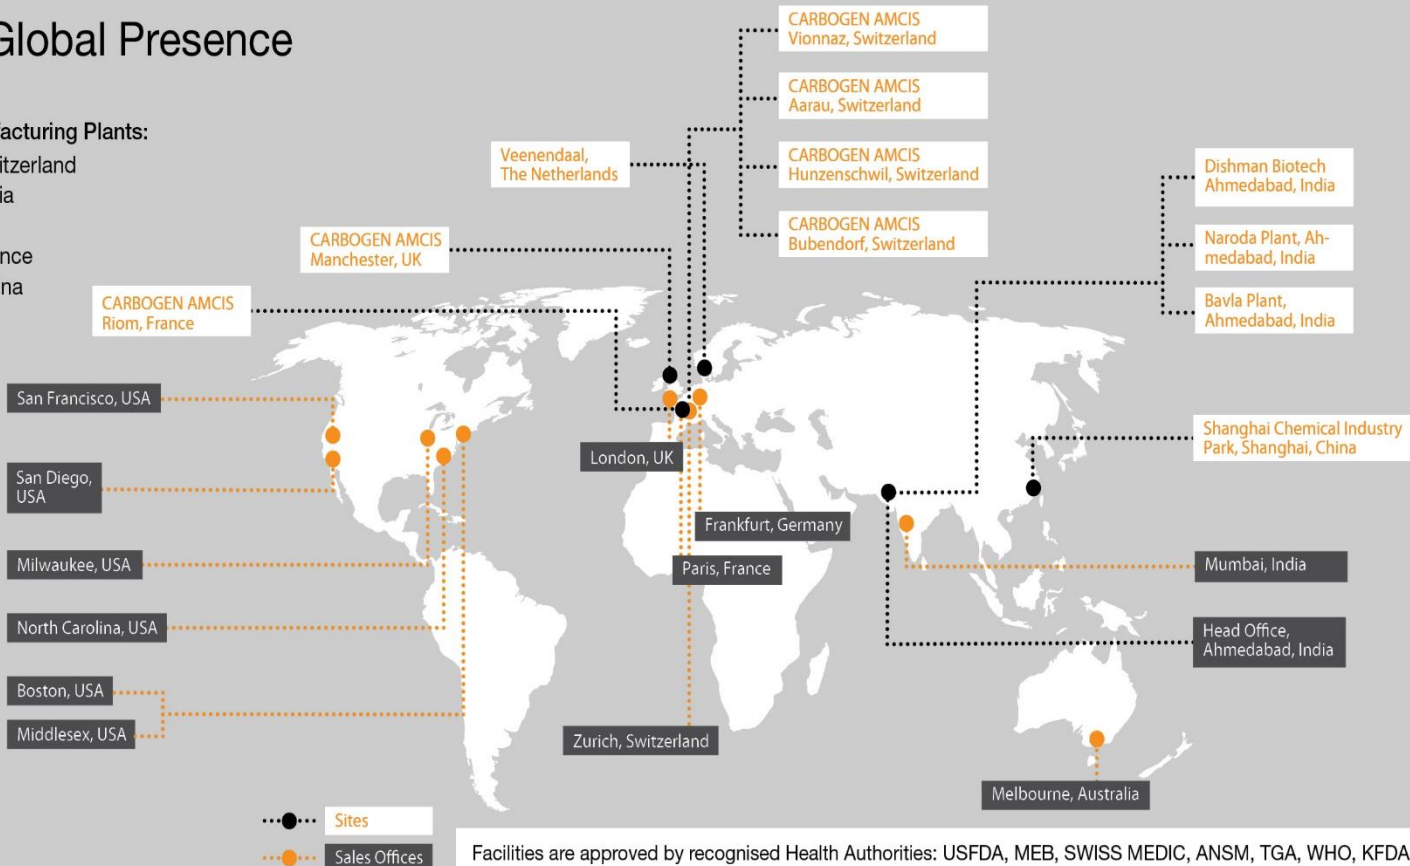 Global Presence
facturing Plants:
itzerland
ia
nce
na
CARBOGEN AMCIS
Vionnaz, Switzerland
CARBOGEN AMCIS
Aarau, Switzerland
CARBOGEN AMCIS
Hunzenschwil, Switzerland
CARBOGEN AMCIS
Bubendorf, Switzerland
Veenendaal,
The Netherlands
CARBOGEN AMCIS
Manchester, UK
CARBOGEN AMCIS
Riom, France
Dishman Biotech
Ahmedabad, India
Naroda Plant, Ah-
medabad, India
Bavla Plant,
Ahmedabad, India
Shanghai Chemical Industry
Park, Shanghai, China
San Francisco, USA
San Diego,
USA
Milwaukee, USA
North Carolina, USA
Boston, USA
Middlesex, USA
London, UK
Frankfurt, Germany
Paris, France
Zurich, Switzerland
Mumbai, India
Head Office,
Ahmedabad, India
Melbourne, Australia
Sites
Sales Offices
Facilities are approved by recognised Health Authorities: USFDA, MEB, SWISS MEDIC, ANSM, TGA, WHO, KFDA